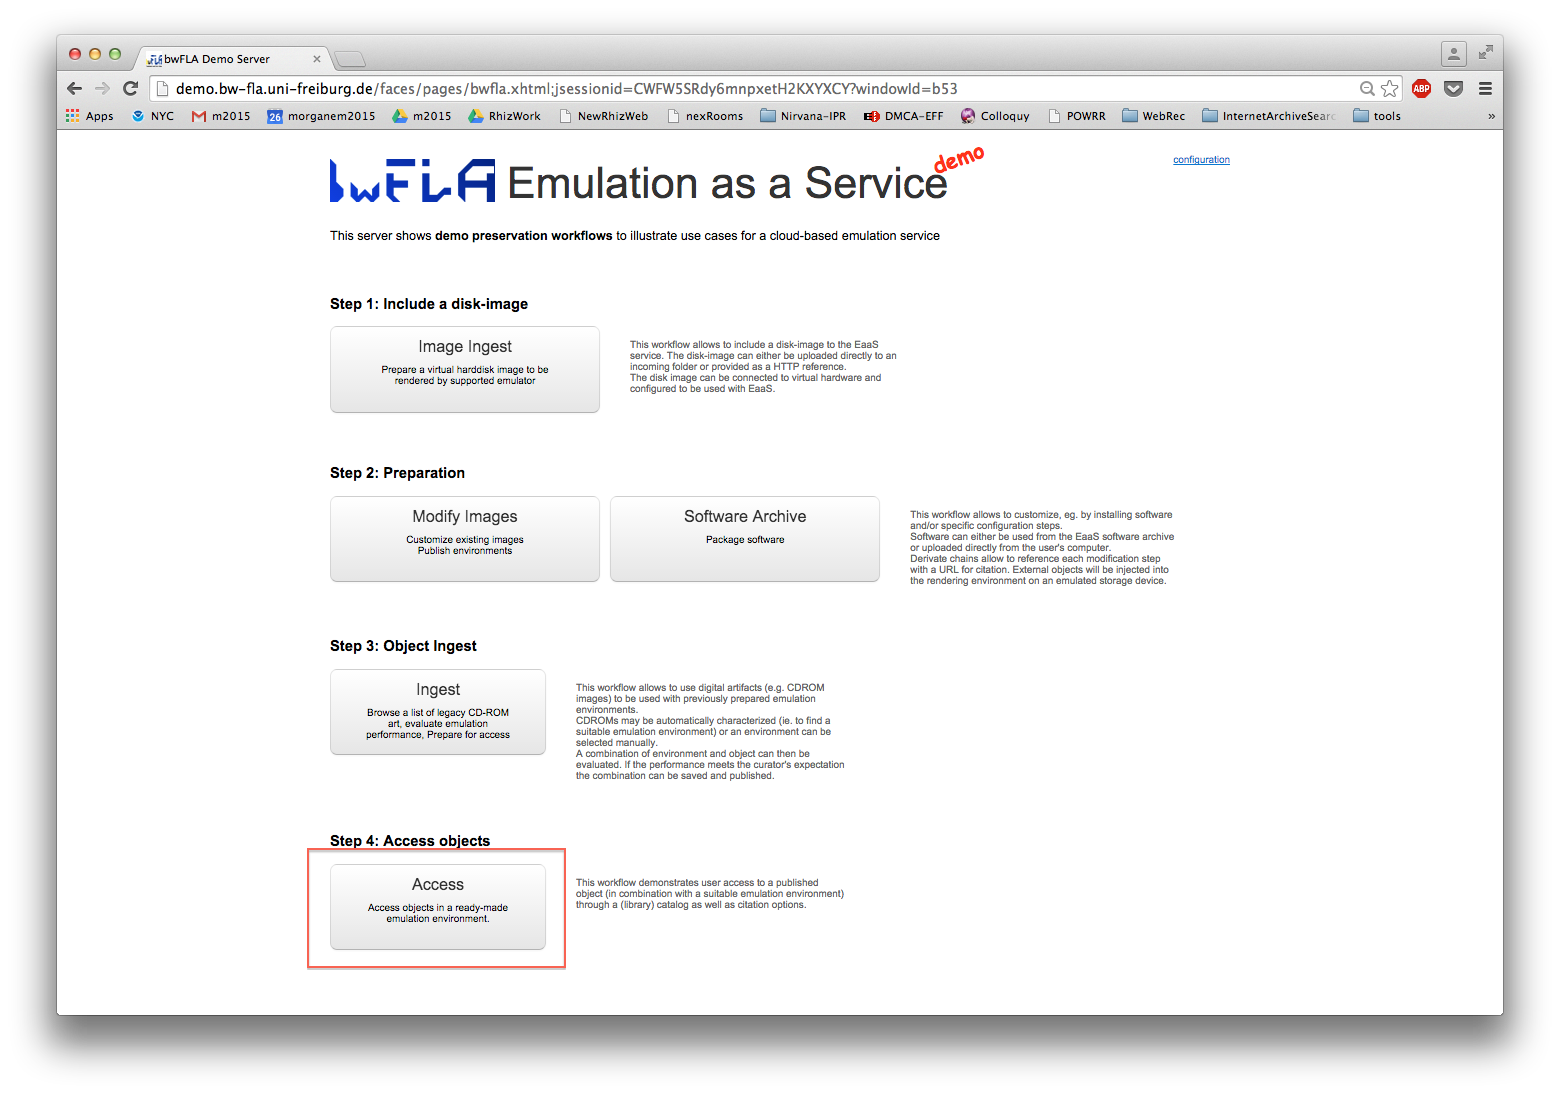 bwFLA Demo Server
demo.bw-fla.uni-freiburg.de/faces/pages/bwfla.xhtml;jsessionid=CWFW5SRdy6mnpxetH2KXYXCY?windowId=b53
ABP
Apps NYC m2015 26 morganem2015 m2015 RhizWork NewRhizWeb nexRooms Nirvana-IPR DMCA-EFF Colloquy POWRR WebRec InternetArchiveSearc tools »
bwFLA Emulation as a Service demo
configuration
This server shows demo preservation workflows to illustrate use cases for a cloud-based emulation service
Step 1: Include a disk-image
Image Ingest
Prepare a virtual harddisk image to be
rendered by supported emulator
This workflow allows to include a disk-image to the EaaS
service. The disk-image can either be uploaded directly to an
incoming folder or provided as a HTTP reference.
The disk image can be connected to virtual hardware and
configured to be used with EaaS.
Step 2: Preparation
Modify Images
Customize existing images
Publish environments
Software Archive
Package software
This workflow allows to customize, eg. by installing software
and/or specific configuration steps.
Software can either be used from the EaaS software archive
or uploaded directly from the user's computer.
Derivate chains allow to reference each modification step
with a URL for citation. External objects will be injected into
the rendering environment on an emulated storage device.
Step 3: Object Ingest
Ingest
Browse a list of legacy CD-ROM
art, evaluate emulation
performance, Prepare for access
This workflow allows to use digital artifacts (e.g. CDROM
images) to be used with previously prepared emulation
environments.
CDROMs may be automatically characterized (ie. to find a
suitable emulation environment) or an environment can be
selected manually.
A combination of environment and object can then be
evaluated. If the performance meets the curator's expectation
the combination can be saved and published.
Step 4: Access objects
Access
Access objects in a ready-made
emulation environment.
This workflow demonstrates user access to a published
object (in combination with a suitable emulation environment)
through a (library) catalog as well as citation options.